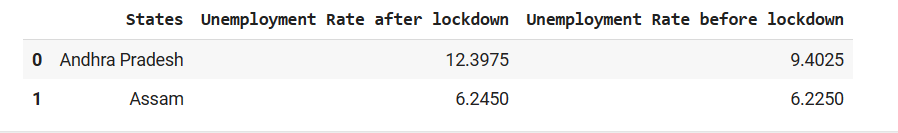 States Unemployment Rate after lockdown Unemployment Rate before lockdown
0 Andhra Pradesh 12.3975 9.4025
1 Assam 6.2450 6.2250